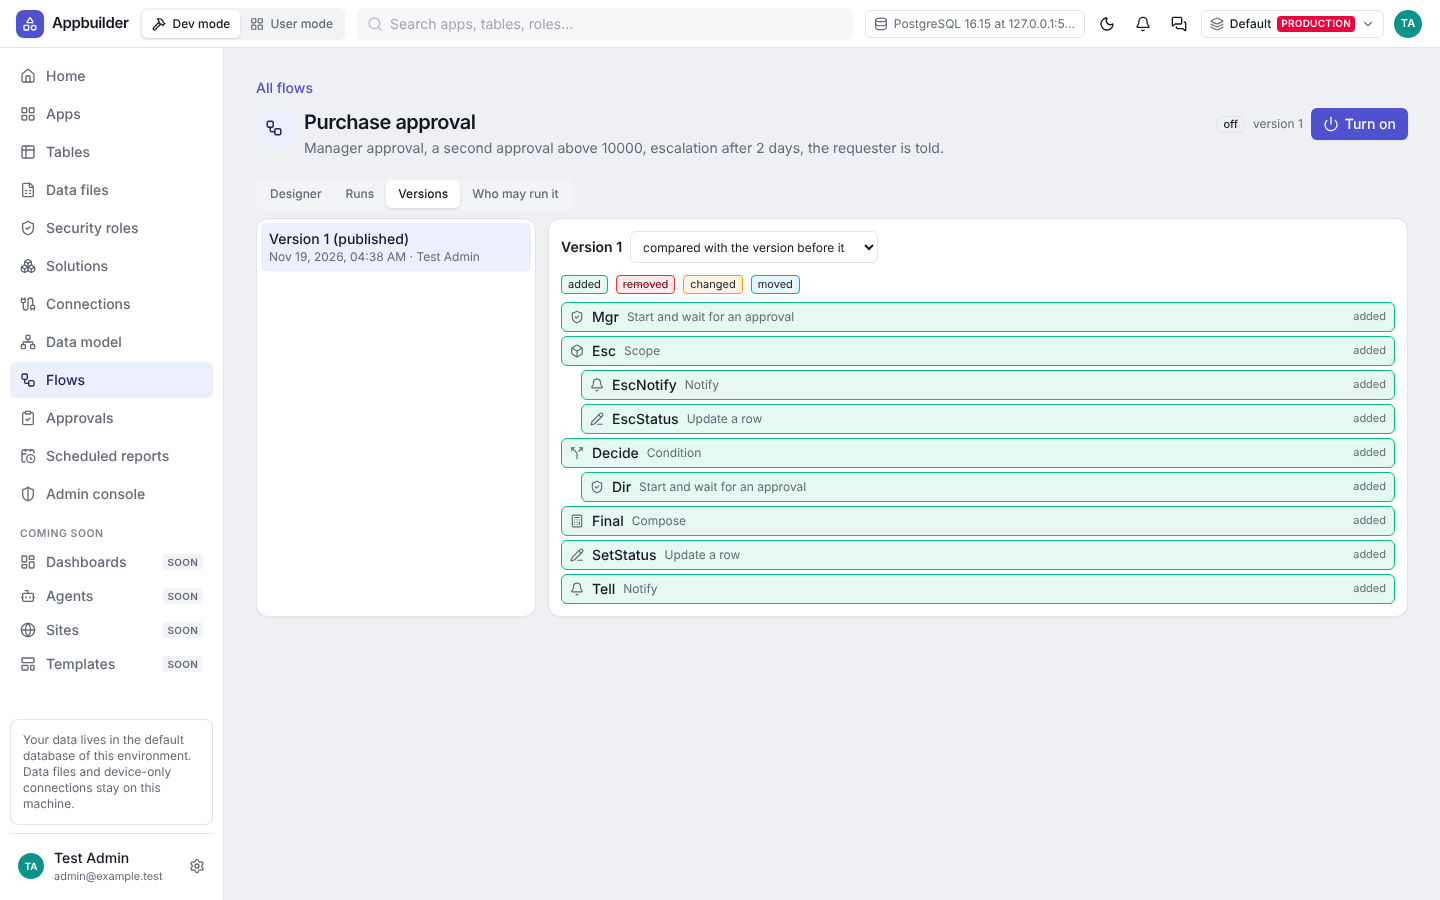 Appbuilder
Dev mode
User mode
Search apps, tables, roles...
PostgreSQL 16.15 at 127.0.0.1:5...
Default PRODUCTION
TA
Home
Apps
Tables
Data files
Security roles
Solutions
Connections
Data model
Flows
Approvals
Scheduled reports
Admin console
COMING SOON
Dashboards SOON
Agents SOON
Sites SOON
Templates SOON
Your data lives in the default
database of this environment.
Data files and device-only
connections stay on this
machine.
TA
Test Admin
admin@example.test
All flows
Purchase approval
Manager approval, a second approval above 10000, escalation after 2 days, the requester is told.
off version 1 Turn on
Designer Runs Versions Who may run it
Version 1 (published)
Nov 19, 2026, 04:38 AM · Test Admin
Version 1 compared with the version before it
added removed changed moved
Mgr Start and wait for an approval added
Esc Scope added
EscNotify Notify added
EscStatus Update a row added
Decide Condition added
Dir Start and wait for an approval added
Final Compose added
SetStatus Update a row added
Tell Notify added